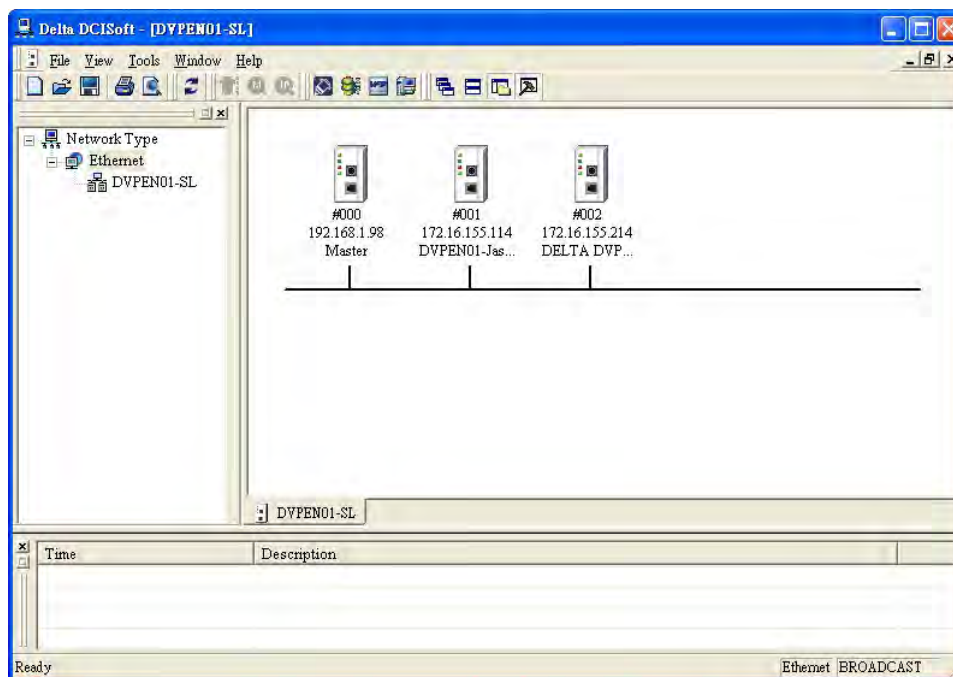 Delta DCISoft - [DVPEN01-SL]
File View Tools Window Help
Network Type
Ethernet
DVPEN01-SL
#000
192.168.1.98
Master
#001
172.16.155.114
DVPEN01-Jas...
#002
172.16.155.214
DELTA DVP...
DVPEN01-SL
Time Description
Ready Ethernet BROADCAST